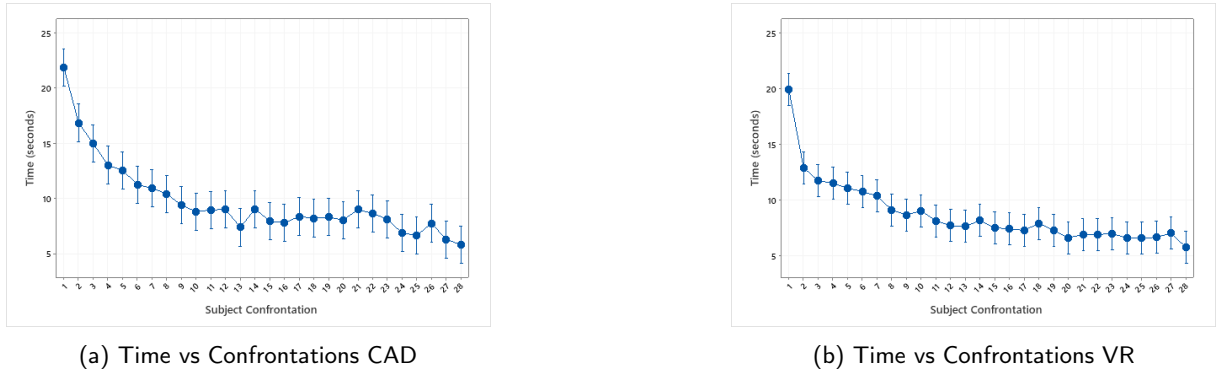 25
20
15
10
5
Time (seconds)
1 2 3 4 5 6 7 8 9 10 11 12 13 14 15 16 17 18 19 20 21 22 23 24 25 26 27 28
Subject Confrontation
(a) Time vs Confrontations CAD
25
20
15
10
5
Time (seconds)
1 2 3 4 5 6 7 8 9 10 11 12 13 14 15 16 17 18 19 20 21 22 23 24 25 26 27 28
Subject Confrontation
(b) Time vs Confrontations VR